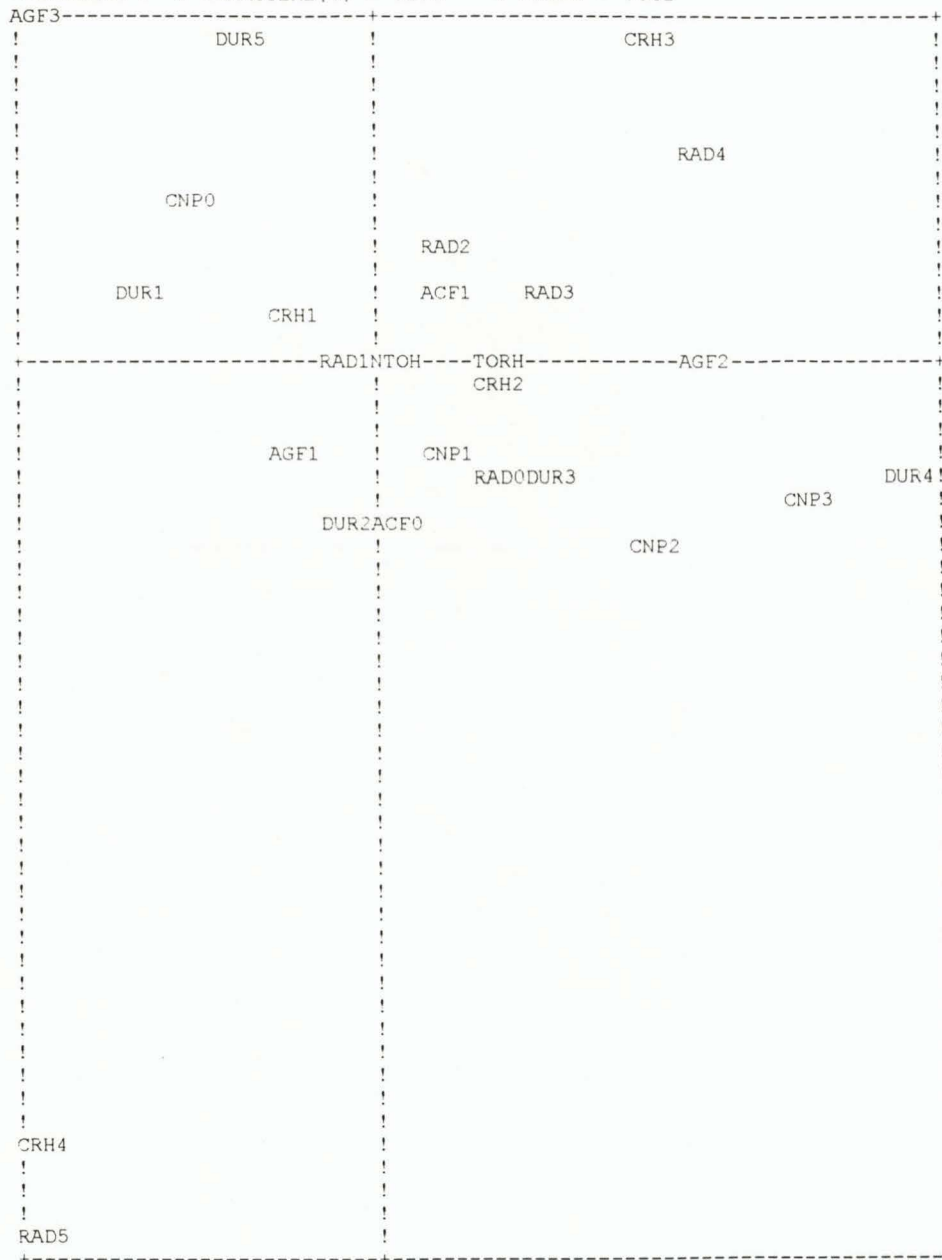 AGF3
DUR5 CRH3
RAD4
CNP0
RAD2
DUR1 ACF1 RAD3
CRH1
RAD1NTOH----TORH AGF2
CRH2
AGF1 CNP1
RAD0DUR3 DUR4
CNP3
DUR2ACF0
CNP2
CRH4
RAD5